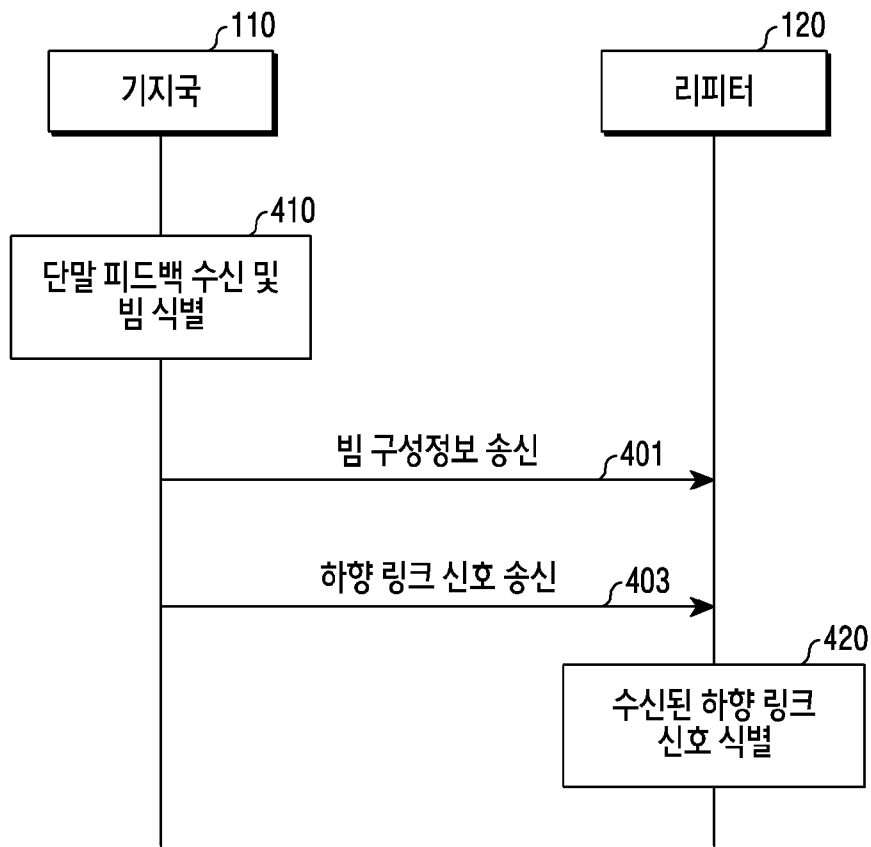 110
120
기지국
리피터
410
단말 피드백 수신 및
빔 식별
빔 구성정보 송신
401
하향 링크 신호 송신
403
420
수신된 하향 링크
신호 식별